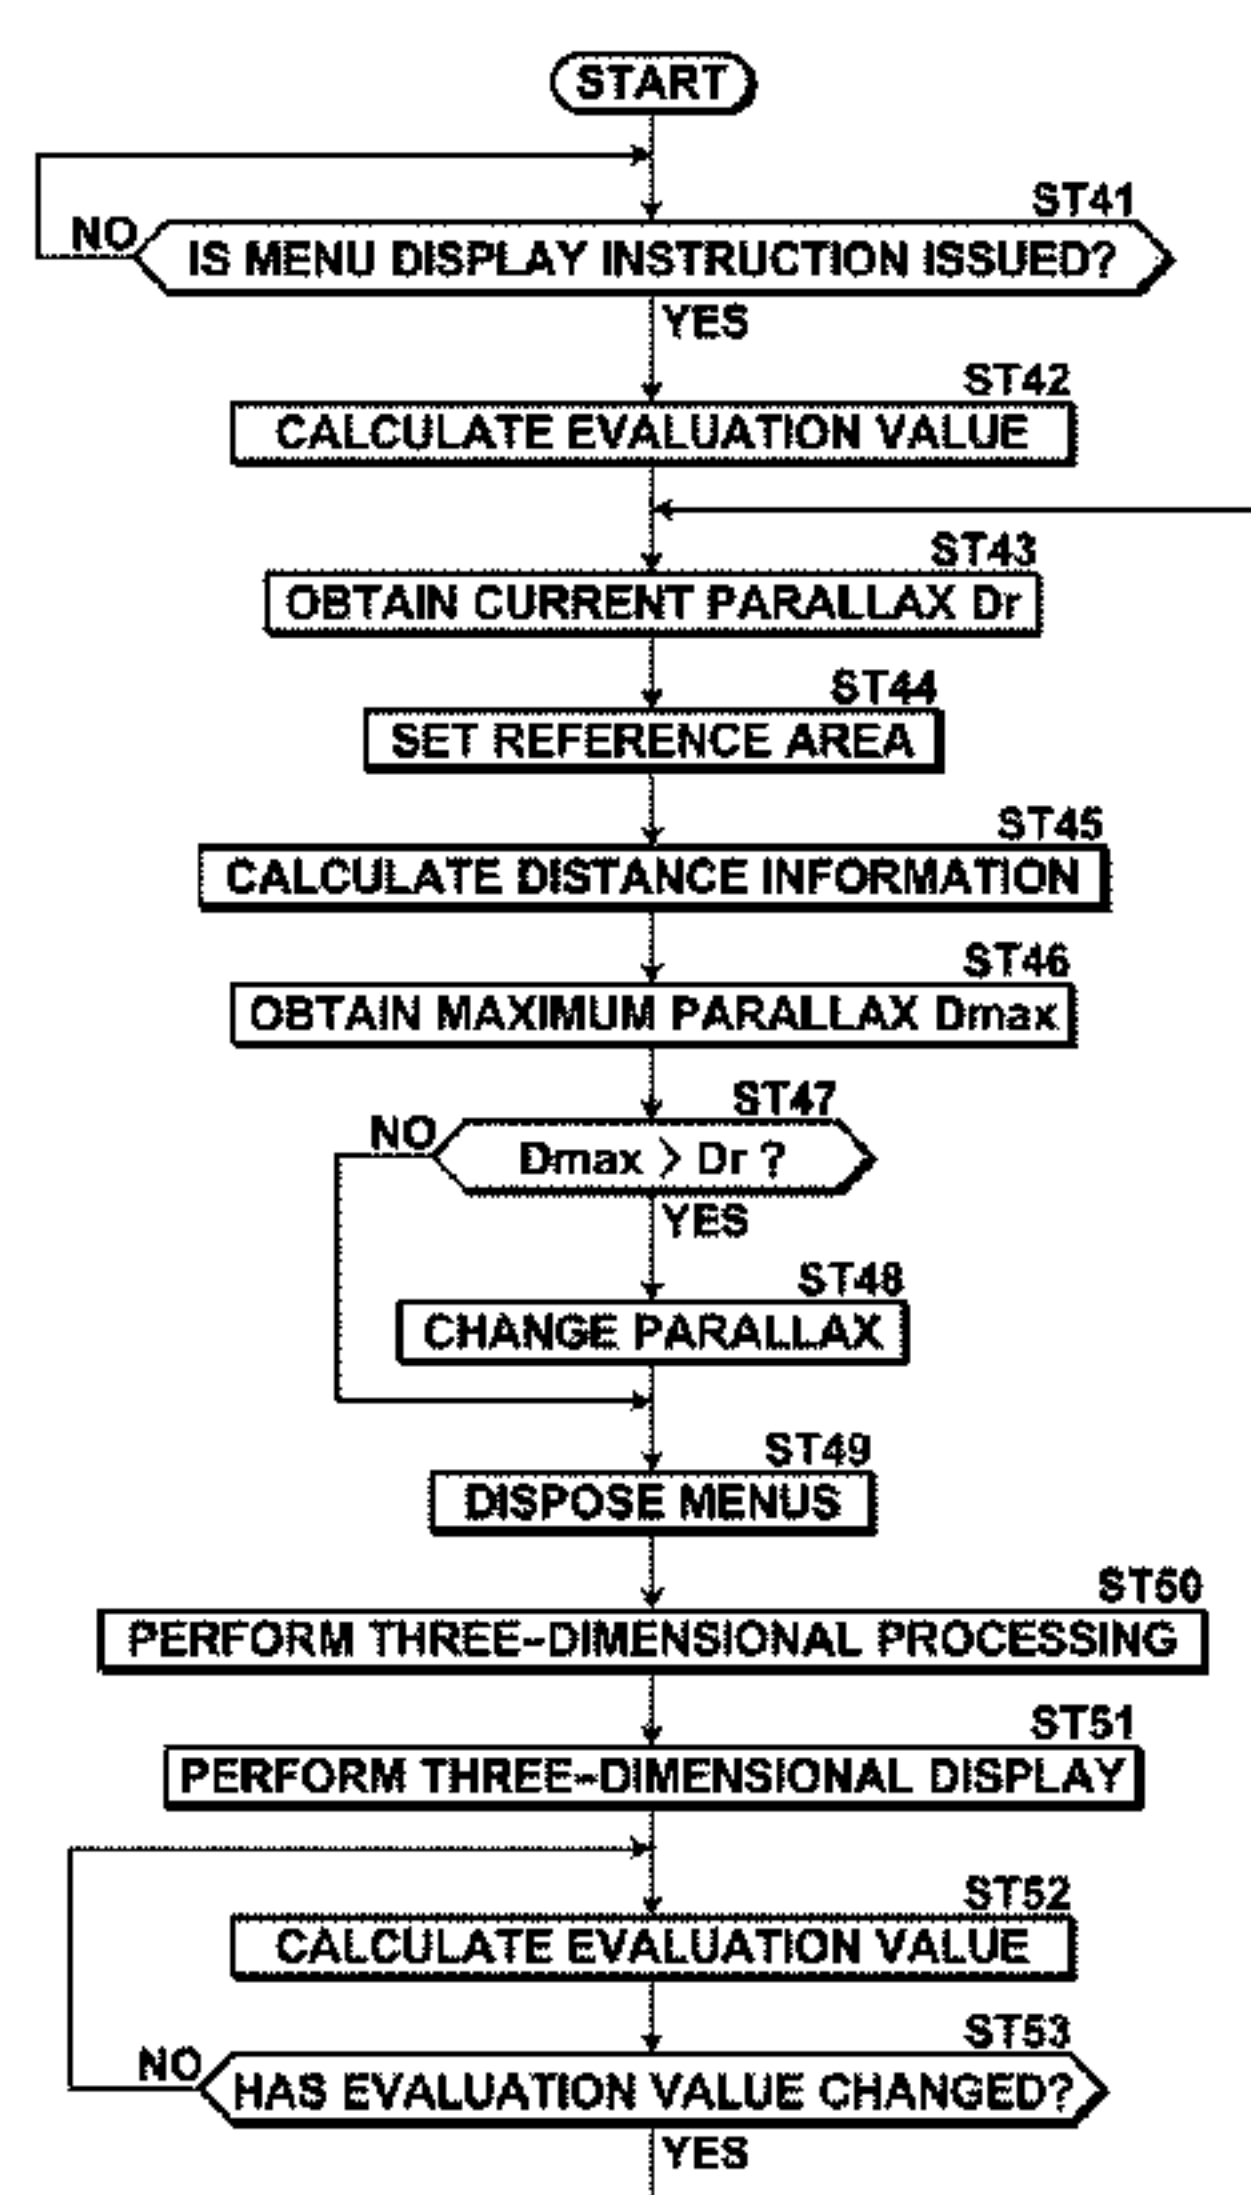 START
ST41
NO
IS MENU DISPLAY INSTRUCTION ISSUED?
YES
ST42
CALCULATE EVALUATION VALUE
ST43
OBTAIN CURRENT PARALLAX Dr
ST44
SET REFERENCE AREA
ST45
CALCULATE DISTANCE INFORMATION
ST46
OBTAIN MAXIMUM PARALLAX Dmax
ST47
NO
Dmax > Dr ?
YES
ST48
CHANGE PARALLAX
ST49
DISPOSE MENUS
ST50
PERFORM THREE-DIMENSIONAL PROCESSING
ST51
PERFORM THREE-DIMENSIONAL DISPLAY
ST52
CALCULATE EVALUATION VALUE
ST53
NO
HAS EVALUATION VALUE CHANGED?
YES